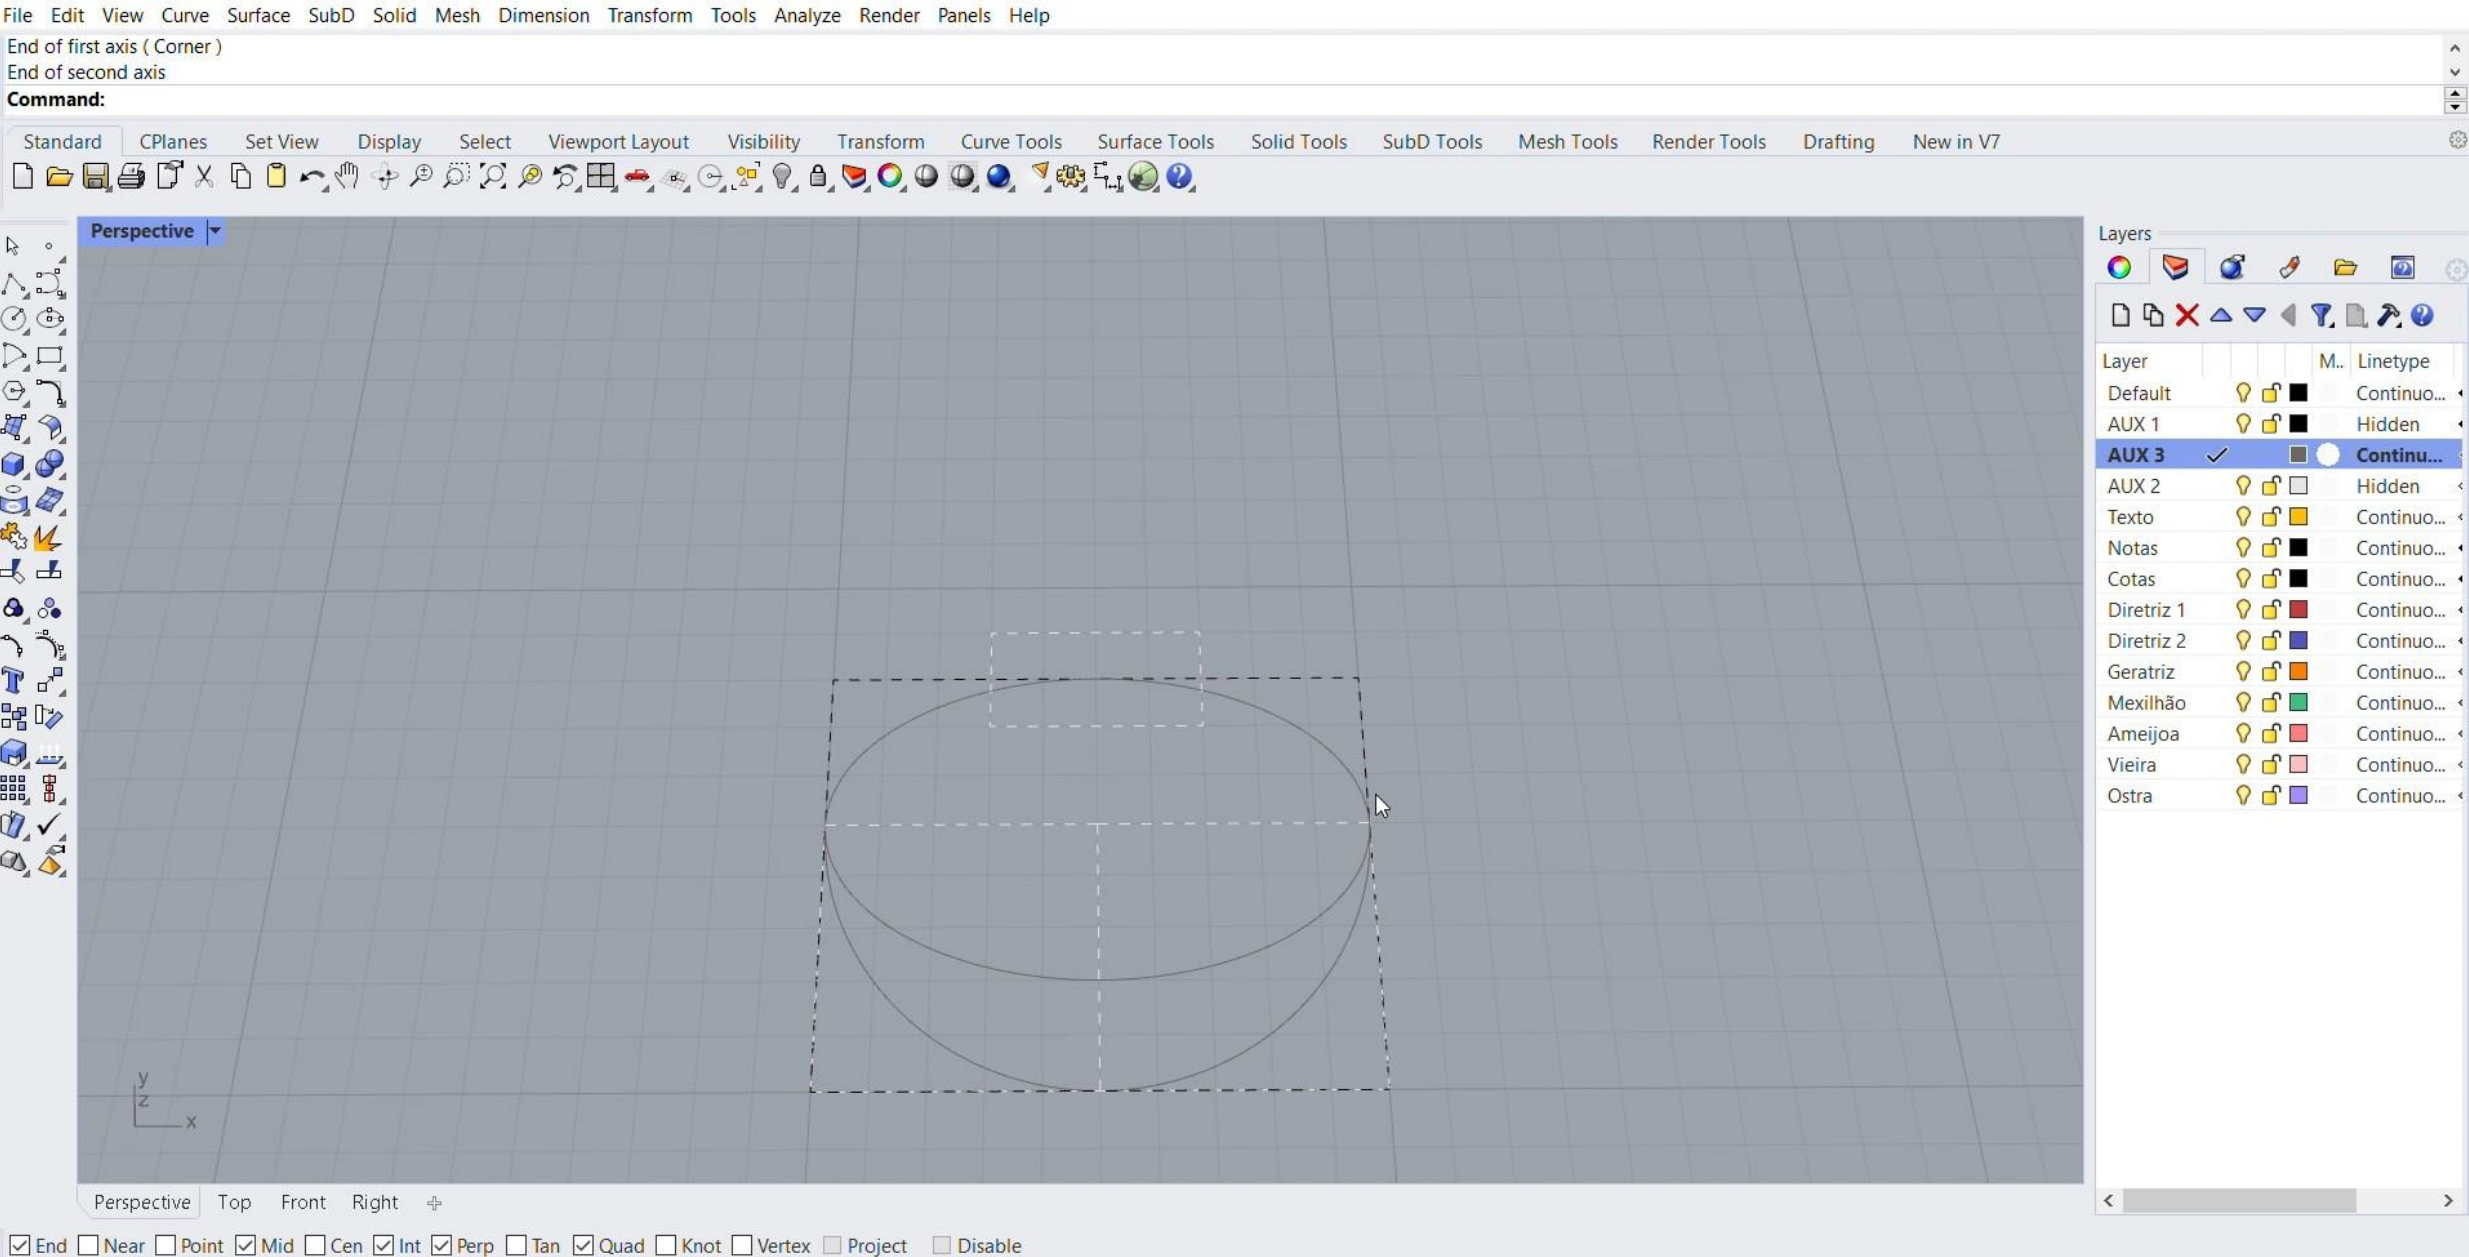 File Edit View Curve Surface SubD Solid Mesh Dimension Transform Tools Analyze Render Panels Help
End of first axis ( Corner )
End of second axis
Command:
Standard CPlanes Set View Display Select Viewport Layout Visibility Transform Curve Tools Surface Tools Solid Tools SubD Tools Mesh Tools Render Tools Drafting New in V7
Perspective
Layers
Layer M.. Linetype
Default Continuo...
AUX 1 Hidden
AUX 3 Continu...
AUX 2 Hidden
Texto Continuo...
Notas Continuo...
Cotas Continuo...
Diretriz 1 Continuo...
Diretriz 2 Continuo...
Geratriz Continuo...
Mexilhão Continuo...
Ameijoa Continuo...
Vieira Continuo...
Ostra Continuo...
y
z
x
Perspective Top Front Right
End Near Point Mid Cen Int Perp Tan Quad Knot Vertex Project Disable